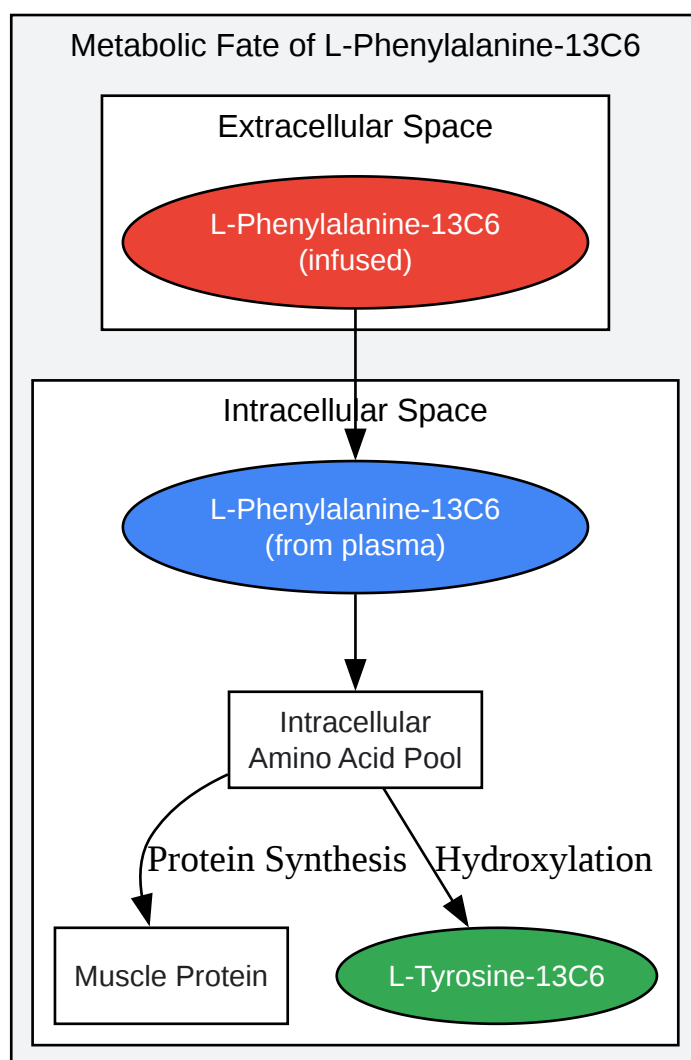 Metabolic Fate of L-Phenylalanine-13C6
Extracellular Space
L-Phenylalanine-13C6
(infused)
Intracellular Space
L-Phenylalanine-13C6
(from plasma)
Intracellular
Amino Acid Pool
Protein Synthesis
Hydroxylation
Muscle Protein
L-Tyrosine-13C6